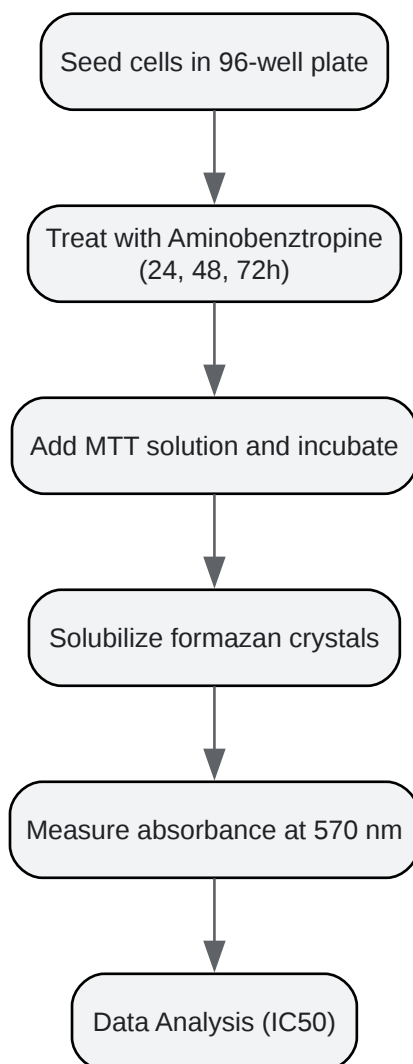 Seed cells in 96-well plate
Treat with Aminobenztropine
(24, 48, 72h)
Add MTT solution and incubate
Solubilize formazan crystals
Measure absorbance at 570 nm
Data Analysis (IC50)